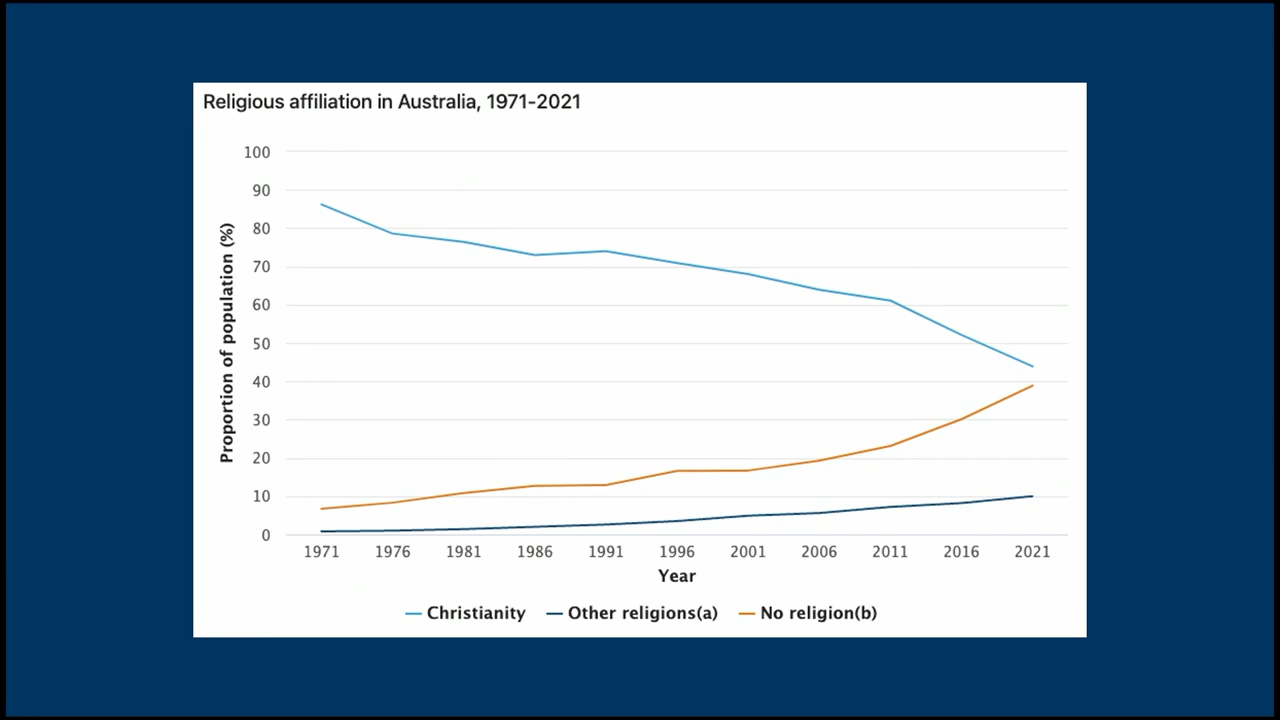 Religious affiliation in Australia, 1971-2021
100
90
80
70
60
50
40
30
20
10
0
Proportion of population (%)
1971 1976 1981 1986 1991 1996 2001 2006 2011 2016 2021
Year
Christianity Other religions(a) No religion(b)